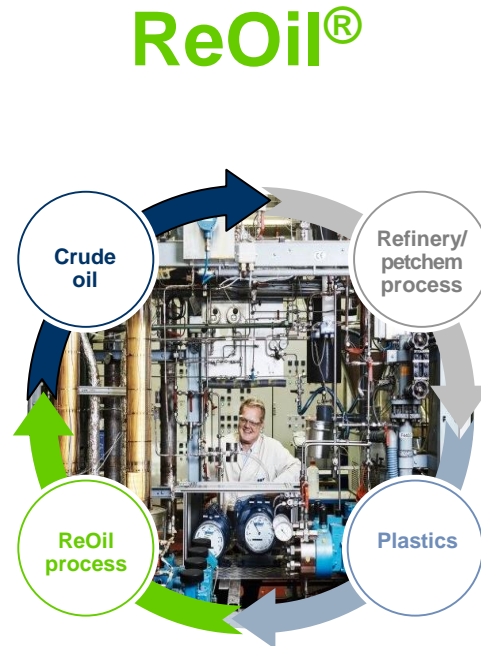 ReOil®
Crude
oil
Refinery/
petchem
process
ReOil
process
Plastics